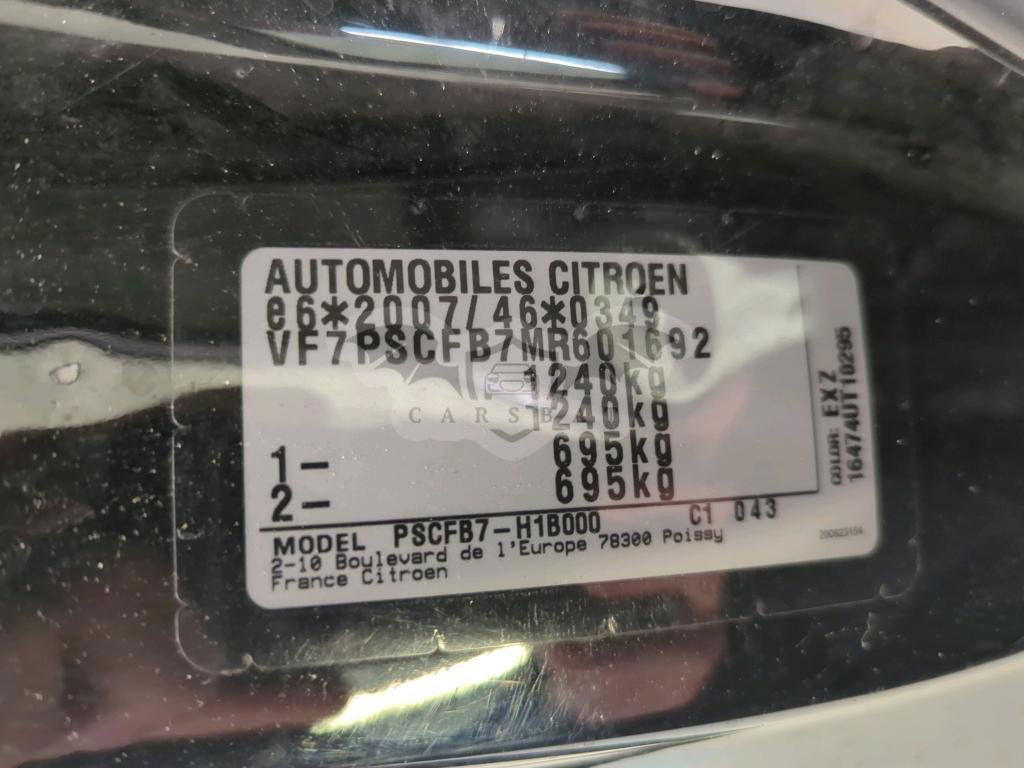 AUTOMOBILES CITROEN
e6*2007/46*0349
VF7PSCFB7MR601692
1240kg
1240kg
1- 695kg
2- 695kg
MODEL PSCFB7-H1B000 C1 043
2-10 Boulevard de l'Europe 78300 Poissy
France Citroen
COLOR: EXZ
16474UT10295
CARSB